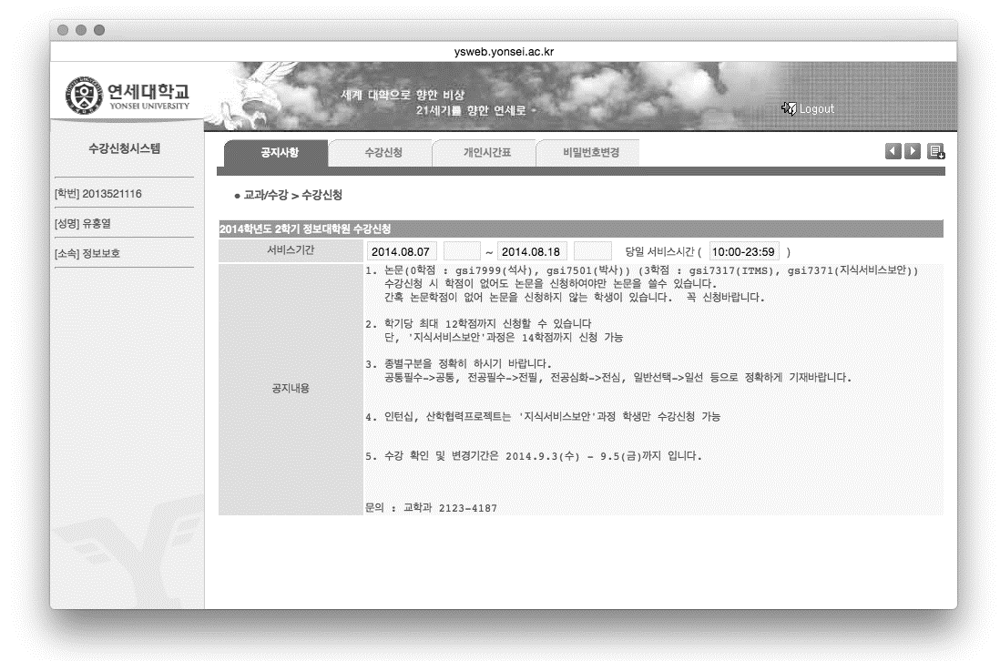 ysweb.yonsei.ac.kr
연세대학교
YONSEI UNIVERSITY
세계 대학으로 향한 비상
21세기를 향한 연세로
Logout
수강신청시스템
공지사항 수강신청 개인시간표 비밀번호변경
[학번] 2013521116
[성명] 유홍열
[소속] 정보보호
● 교과/수강 > 수강신청
2014학년도 2학기 정보대학원 수강신청
서비스기간 2014.08.07 ~ 2014.08.18 당일 서비스시간 ( 10:00-23:59 )
공지내용
1. 논문(0학점 : gsi7999(석사), gsi7501(박사)) (3학점 : gsi7317(ITMS), gsi7371(지식서비스보안))
수강신청 시 학점이 없어도 논문을 신청하여야만 논문을 쓸수 있습니다.
간혹 논문학점이 없어 논문을 신청하지 않는 학생이 있습니다. 꼭 신청바랍니다.
2. 학기당 최대 12학점까지 신청할 수 있습니다
단, '지식서비스보안'과정은 14학점까지 신청 가능
3. 종별구분을 정확히 하시기 바랍니다.
공통필수->공통, 전공필수->전필, 전공심화->전심, 일반선택->일선 등으로 정확하게 기재바랍니다.
4. 인턴십, 산학협력프로젝트는 '지식서비스보안'과정 학생만 수강신청 가능
5. 수강 확인 및 변경기간은 2014.9.3(수) - 9.5(금)까지 입니다.
문의 : 교학과 2123-4187